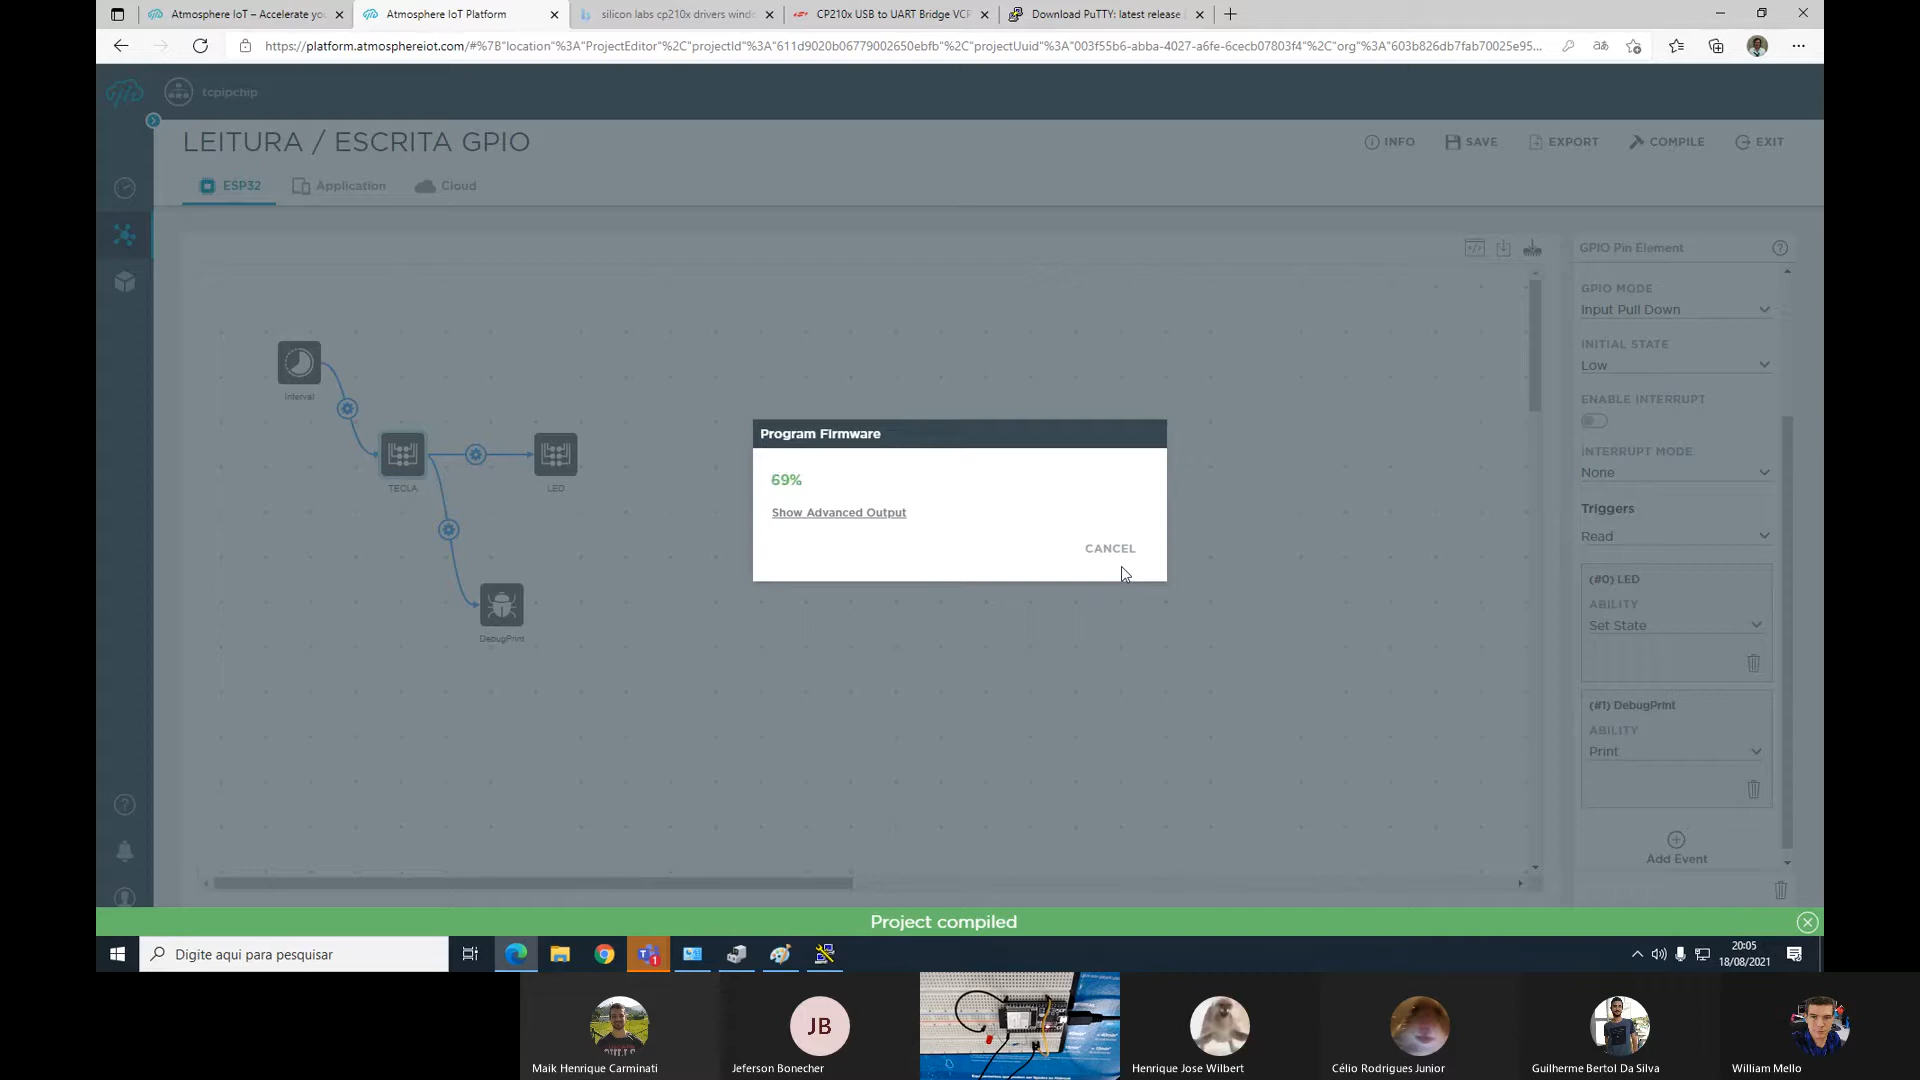 Atmosphere IoT – Accelerate you
Atmosphere IoT Platform
silicon labs cp210x drivers windo
CP210x USB to UART Bridge VCP
Download PuTTY: latest release
https://platform.atmosphereiot.com/#%7B"location"%3A"ProjectEditor"%2C"projectId"%3A"611d9020b06779002650ebfb"%2C"projectUuid"%3A"003f55b6-abba-4027-a6fe-6cecb07803f4"%2C"org"%3A"603b826db7fab70025e95...
tcpipchip
LEITURA / ESCRITA GPIO
INFO
SAVE
EXPORT
COMPILE
EXIT
ESP32
Application
Cloud
GPIO Pin Element
GPIO MODE
Input Pull Down
INITIAL STATE
Low
ENABLE INTERRUPT
INTERRUPT MODE
None
Triggers
Read
(#0) LED
ABILITY
Set State
(#1) DebugPrint
ABILITY
Print
Add Event
Interval
TECLA
LED
DebugPrint
Program Firmware
69%
Show Advanced Output
CANCEL
Project compiled
Digite aqui para pesquisar
20:05
18/08/2021
JB
Maik Henrique Carminati
Jeferson Bonecher
Henrique Jose Wilbert
Célio Rodrigues Junior
Guilherme Bertol Da Silva
William Mello